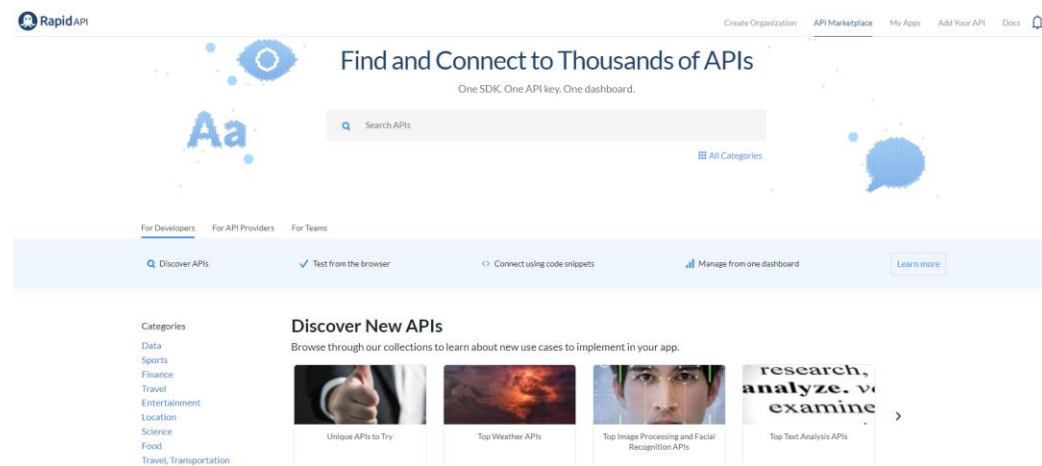 RapidAPI
Create Organization API Marketplace My Apps Add Your API Docs
Find and Connect to Thousands of APIs
One SDK. One API key. One dashboard.
Search APIs
All Categories
Aa
For Developers For API Providers For Teams
Discover APIs Test from the browser Connect using code snippets Manage from one dashboard Learn more
Categories
Data
Sports
Finance
Travel
Entertainment
Location
Science
Food
Travel, Transportation
Discover New APIs
Browse through our collections to learn about new use cases to implement in your app.
research,
analyze.
examine
Unique APIs to Try
Top Weather APIs
Top Image Processing and Facial
Recognition APIs
Top Text Analysis APIs